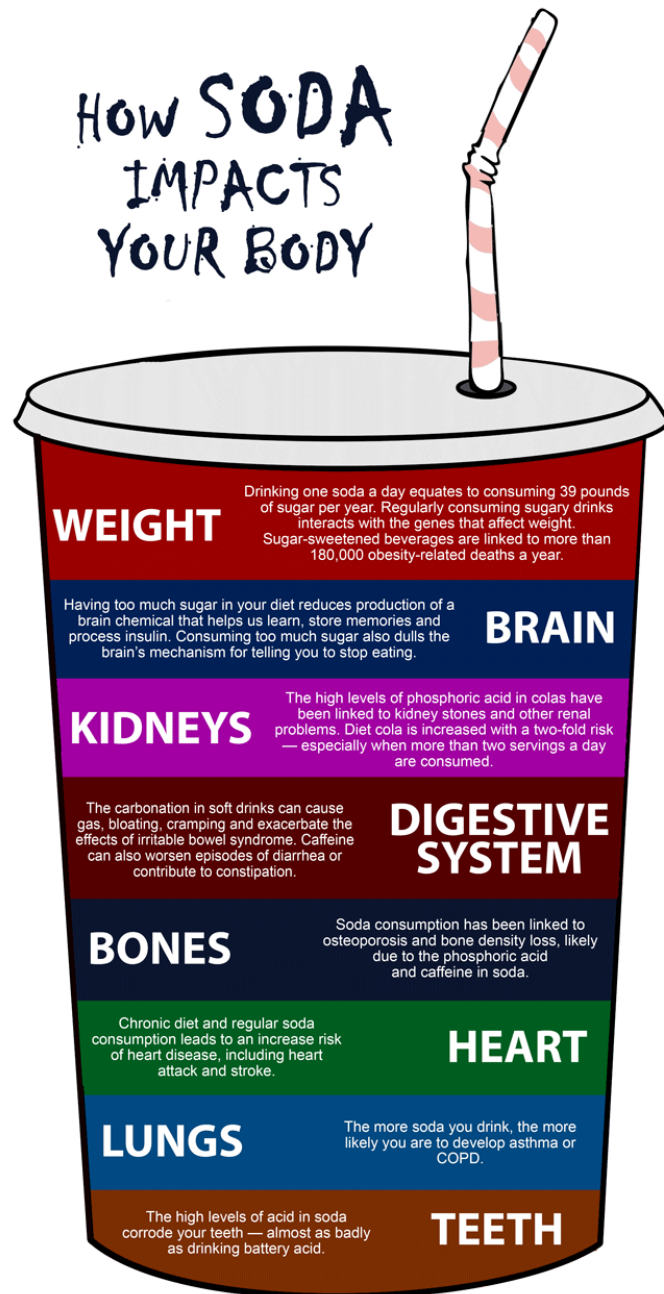 HOW SODA
IMPACTS
YOUR BODY
WEIGHT
Drinking one soda a day equates to consuming 39 pounds
of sugar per year. Regularly consuming sugary drinks
interacts with the genes that affect weight.
Sugar-sweetened beverages are linked to more than
180,000 obesity-related deaths a year.
Having too much sugar in your diet reduces production of a
brain chemical that helps us learn, store memories and
process insulin. Consuming too much sugar also dulls the
brain's mechanism for telling you to stop eating.
BRAIN
KIDNEYS
The high levels of phosphoric acid in colas have
been linked to kidney stones and other renal
problems. Diet cola is increased with a two-fold risk
— especially when more than two servings a day
are consumed.
The carbonation in soft drinks can cause
gas, bloating, cramping and exacerbate the
effects of irritable bowel syndrome. Caffeine
can also worsen episodes of diarrhea or
contribute to constipation.
DIGESTIVE
SYSTEM
BONES
Soda consumption has been linked to
osteoporosis and bone density loss, likely
due to the phosphoric acid
and caffeine in soda.
Chronic diet and regular soda
consumption leads to an increase risk
of heart disease, including heart
attack and stroke.
HEART
LUNGS
The more soda you drink, the more
likely you are to develop asthma or
COPD.
The high levels of acid in soda
corrode your teeth — almost as badly
as drinking battery acid.
TEETH